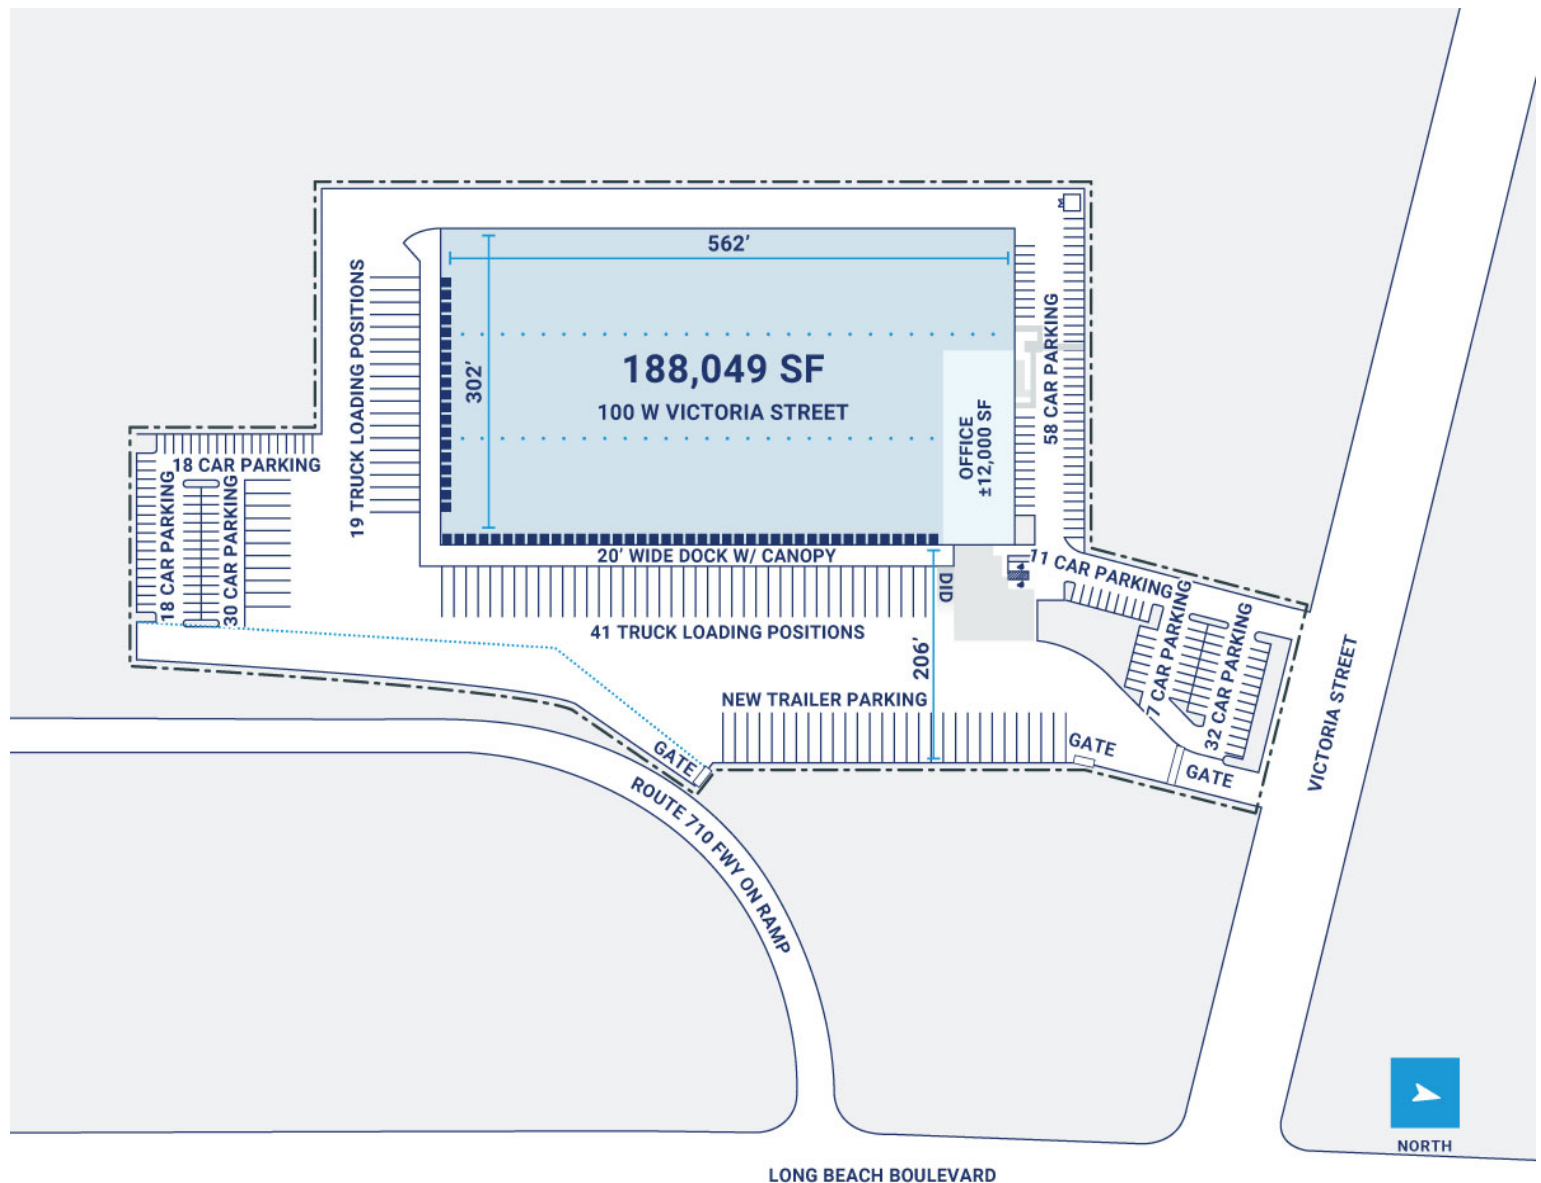 562’
19 TRUCK LOADING POSITIONS
302’
188,049 SF
100 W VICTORIA STREET
OFFICE
±12,000 SF
58 CAR PARKING
18 CAR PARKING
18 CAR PARKING
30 CAR PARKING
20’ WIDE DOCK W/ CANOPY
DID
11 CAR PARKING
41 TRUCK LOADING POSITIONS
206’
7 CAR PARKING
32 CAR PARKING
VICTORIA STREET
NEW TRAILER PARKING
GATE
GATE
GATE
ROUTE 710 FWY ON RAMP
NORTH
LONG BEACH BOULEVARD